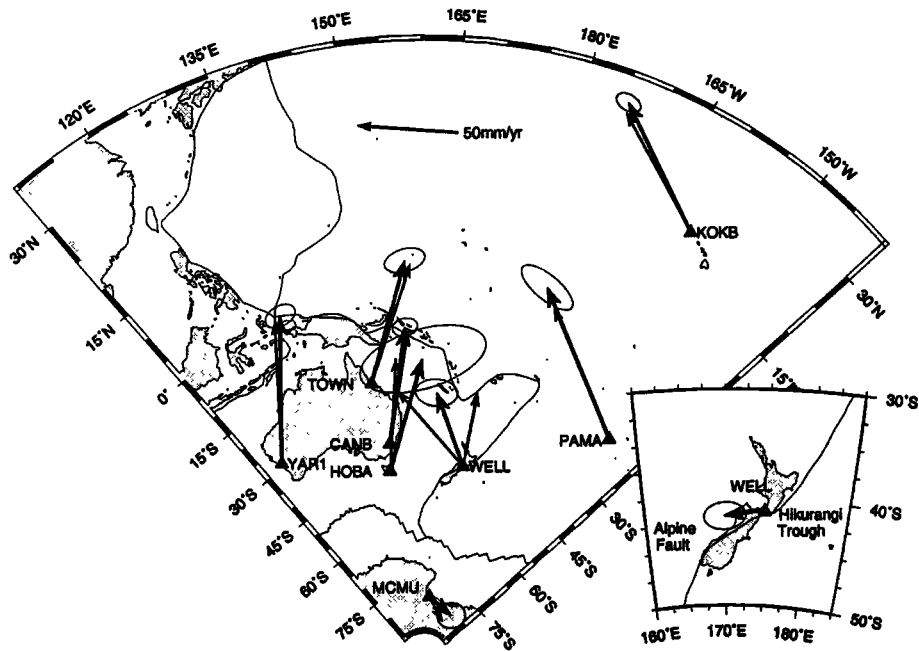 120°E
135°E
150°E
165°E
180°E
165°W
150°W
50mm/yr
KOKB
30°N
15°N
0°
15°S
30°S
45°S
60°S
75°S
30°N
15°
30°S
45°S
60°S
75°S
TOWN
YAR1
CANB
HOBA
WELL
PAMA
MCMU
30°S
40°S
50°S
WELL
Alpine
Fault
Hikurangi
Trough
160°E
170°E
180°E